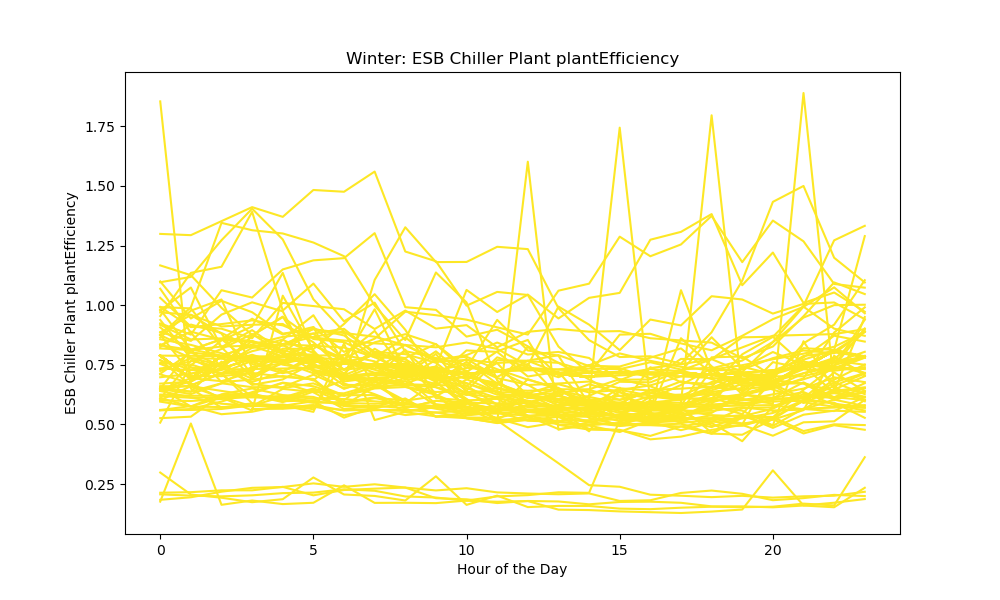 Winter: ESB Chiller Plant plantEfficiency
ESB Chiller Plant plantEfficiency
1.75
1.50
1.25
1.00
0.75
0.50
0.25
0 5 10 15 20
Hour of the Day